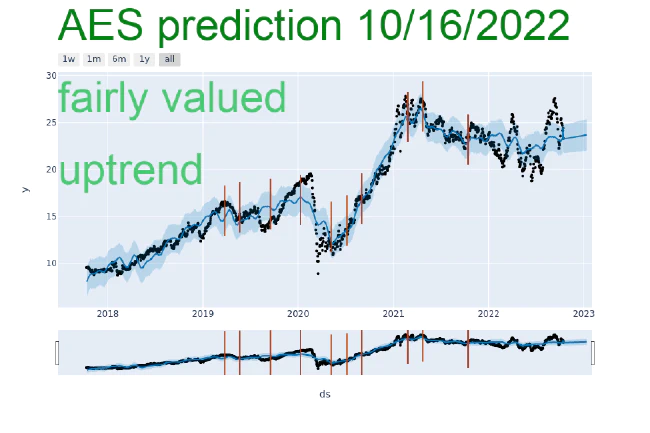 AES prediction 10/16/2022
1w 1m 6m 1y all
fairly valued
uptrend
30
25
20
15
10
y
2018 2019 2020 2021 2022 2023
ds